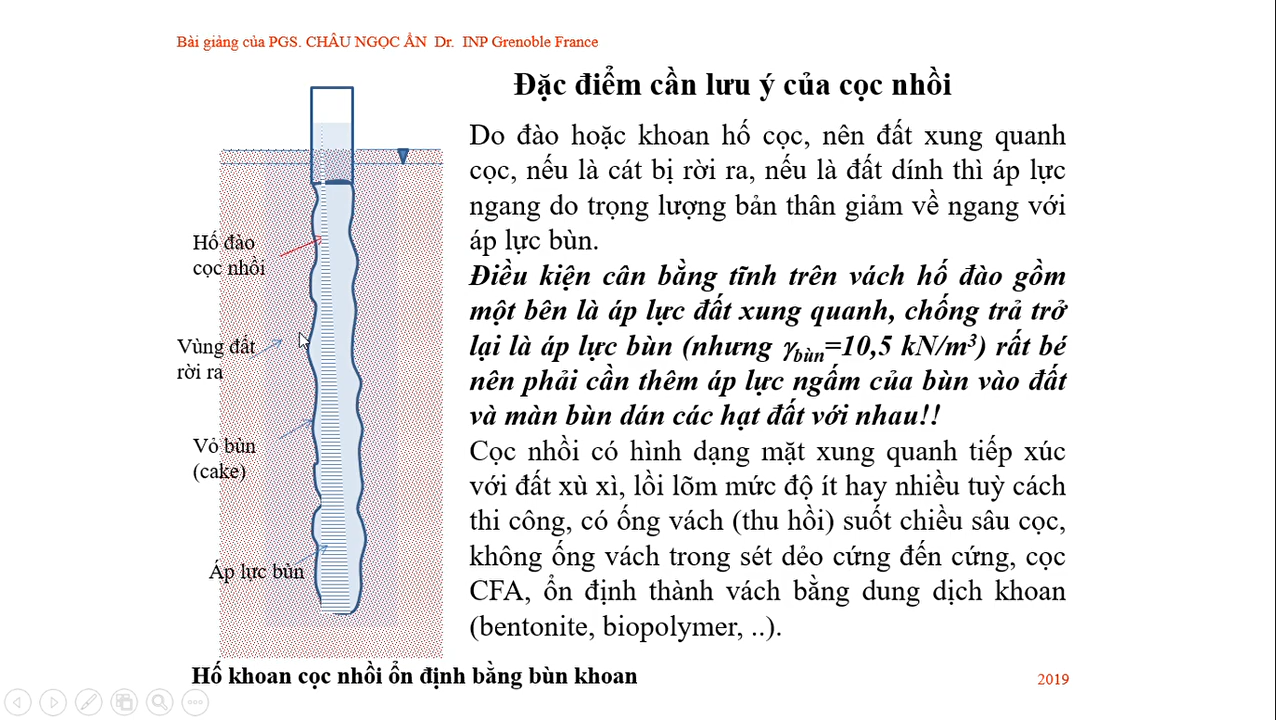 Bài giảng của PGS. CHÂU NGỌC ẨN Dr. INP Grenoble France
Đặc điểm cần lưu ý của cọc nhồi
Do đào hoặc khoan hố cọc, nên đất xung quanh
cọc, nếu là cát bị rời ra, nếu là đất dính thì áp lực
ngang do trọng lượng bản thân giảm về ngang với
áp lực bùn.
Điều kiện cân bằng tĩnh trên vách hố đào gồm
một bên là áp lực đất xung quanh, chống trả trở
lại là áp lực bùn (nhưng γbùn=10,5 kN/m³) rất bé
nên phải cần thêm áp lực ngấm của bùn vào đất
và màn bùn dán các hạt đất với nhau!!
Cọc nhồi có hình dạng mặt xung quanh tiếp xúc
với đất xù xì, lồi lõm mức độ ít hay nhiều tuỳ cách
thi công, có ống vách (thu hồi) suốt chiều sâu cọc,
không ống vách trong sét dẻo cứng đến cứng, cọc
CFA, ổn định thành vách bằng dung dịch khoan
(bentonite, biopolymer, ..).
Hố đào
cọc nhồi
Vùng đất
rời ra
Vỏ bùn
(cake)
Áp lực bùn
Hố khoan cọc nhồi ổn định bằng bùn khoan
2019